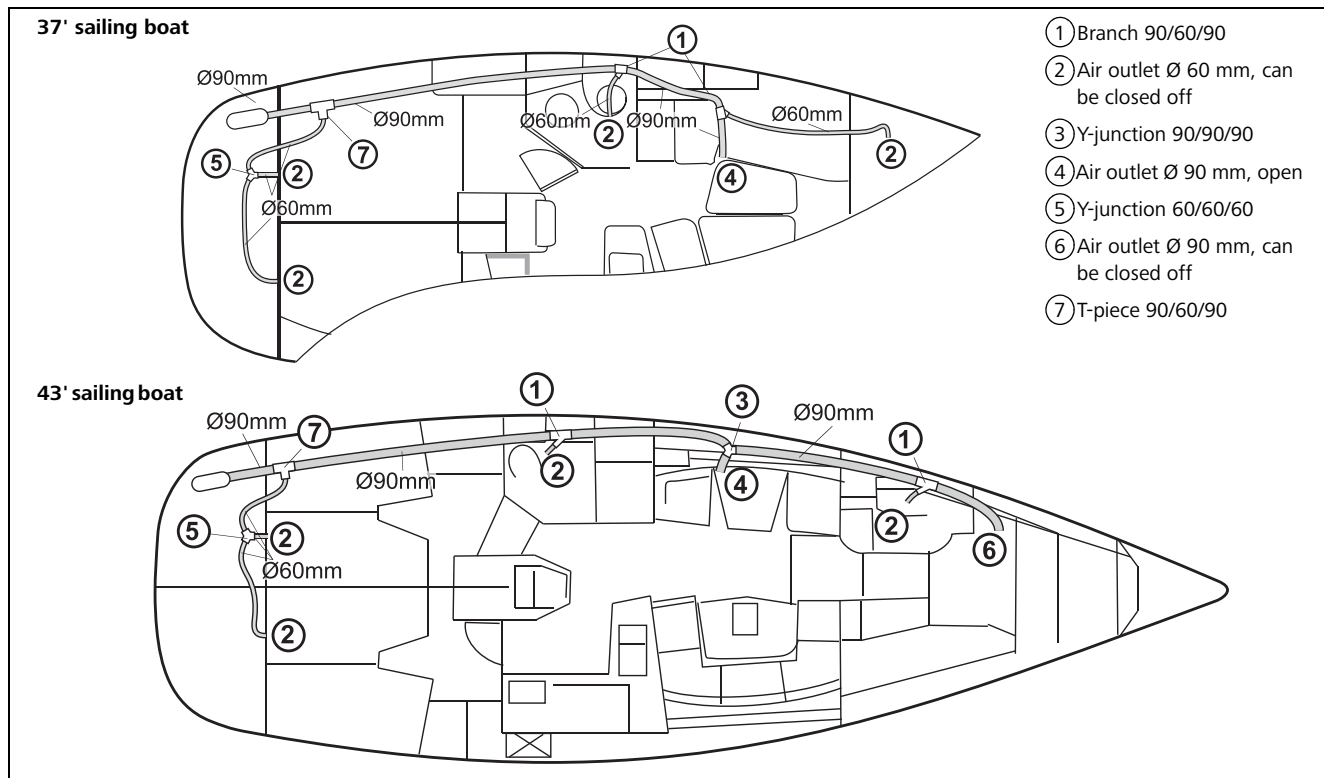 37' sailing boat
1
Ø90mm
Ø90mm
Ø60mm
2
Ø90mm
Ø60mm
2
7
5
2
4
Ø60mm
2
1 Branch 90/60/90
2 Air outlet Ø 60 mm, can
be closed off
3 Y-junction 90/90/90
4 Air outlet Ø 90 mm, open
5 Y-junction 60/60/60
6 Air outlet Ø 90 mm, can
be closed off
7 T-piece 90/60/90
43' sailing boat
1
3
Ø90mm
Ø90mm
7
1
Ø90mm
2
4
2
5
2
6
Ø60mm
2